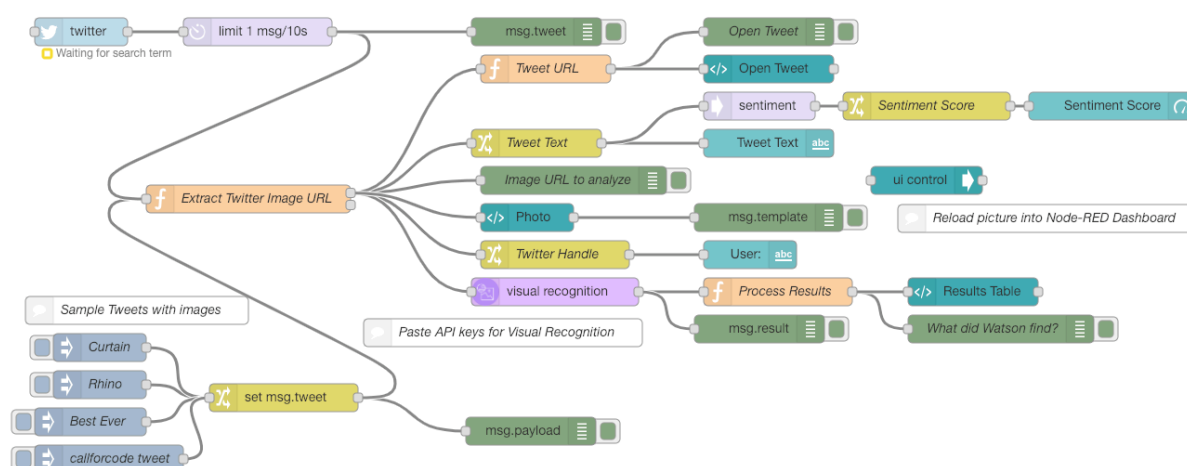 twitter
limit 1 msg/10s
msg.tweet
Open Tweet
Waiting for search term
Tweet URL
Open Tweet
sentiment
Sentiment Score
Sentiment Score
Tweet Text
Tweet Text
abc
Image URL to analyze
ui control
Extract Twitter Image URL
Photo
msg.template
Reload picture into Node-RED Dashboard
Twitter Handle
User:
abc
visual recognition
Process Results
Results Table
Sample Tweets with images
Paste API keys for Visual Recognition
msg.result
What did Watson find?
Curtain
Rhino
set msg.tweet
Best Ever
msg.payload
callforcode tweet